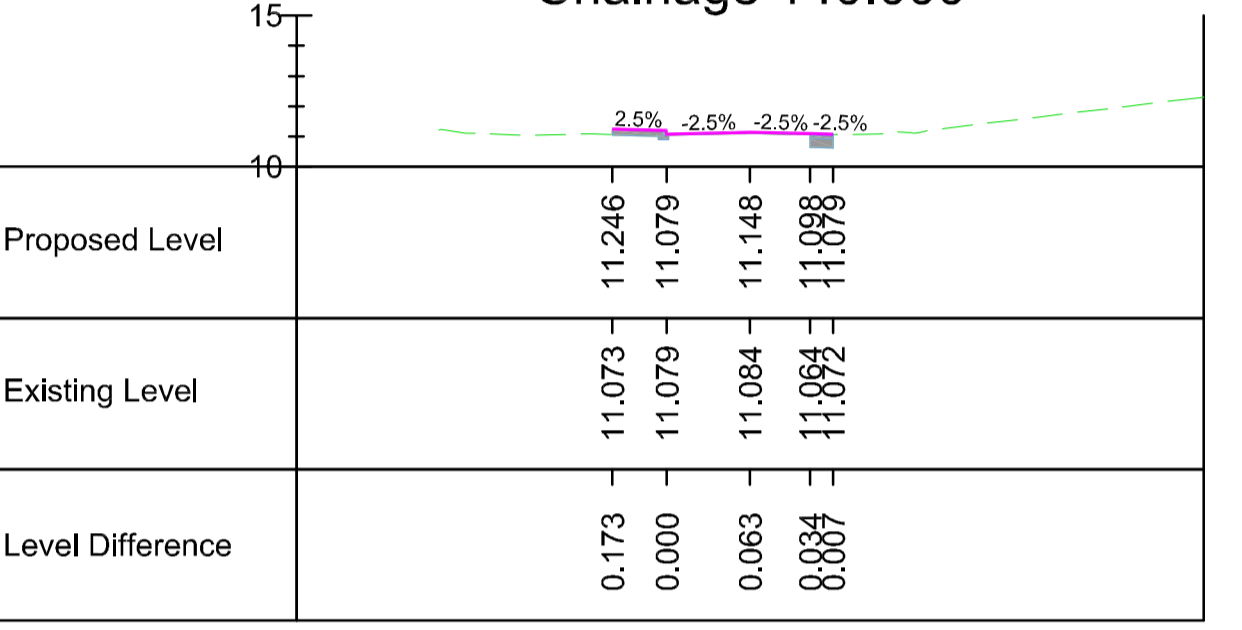 15
2.5% -2.5% -2.5% -2.5%
10
Proposed Level 11.246 11.079 11.148 11.098 11.079
Existing Level 11.073 11.079 11.084 11.064 11.072
Level Difference 0.173 0.000 0.063 0.034 0.007